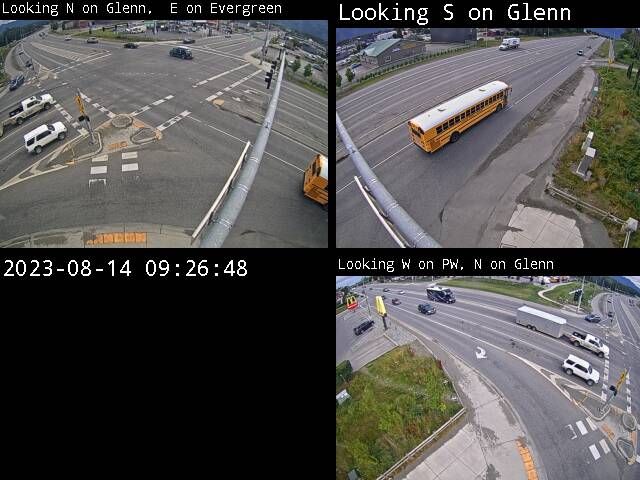 Looking N on Glenn,  E on Evergreen
Looking S on Glenn
2023-08-14 09:26:48
Looking W on PW, N on Glenn